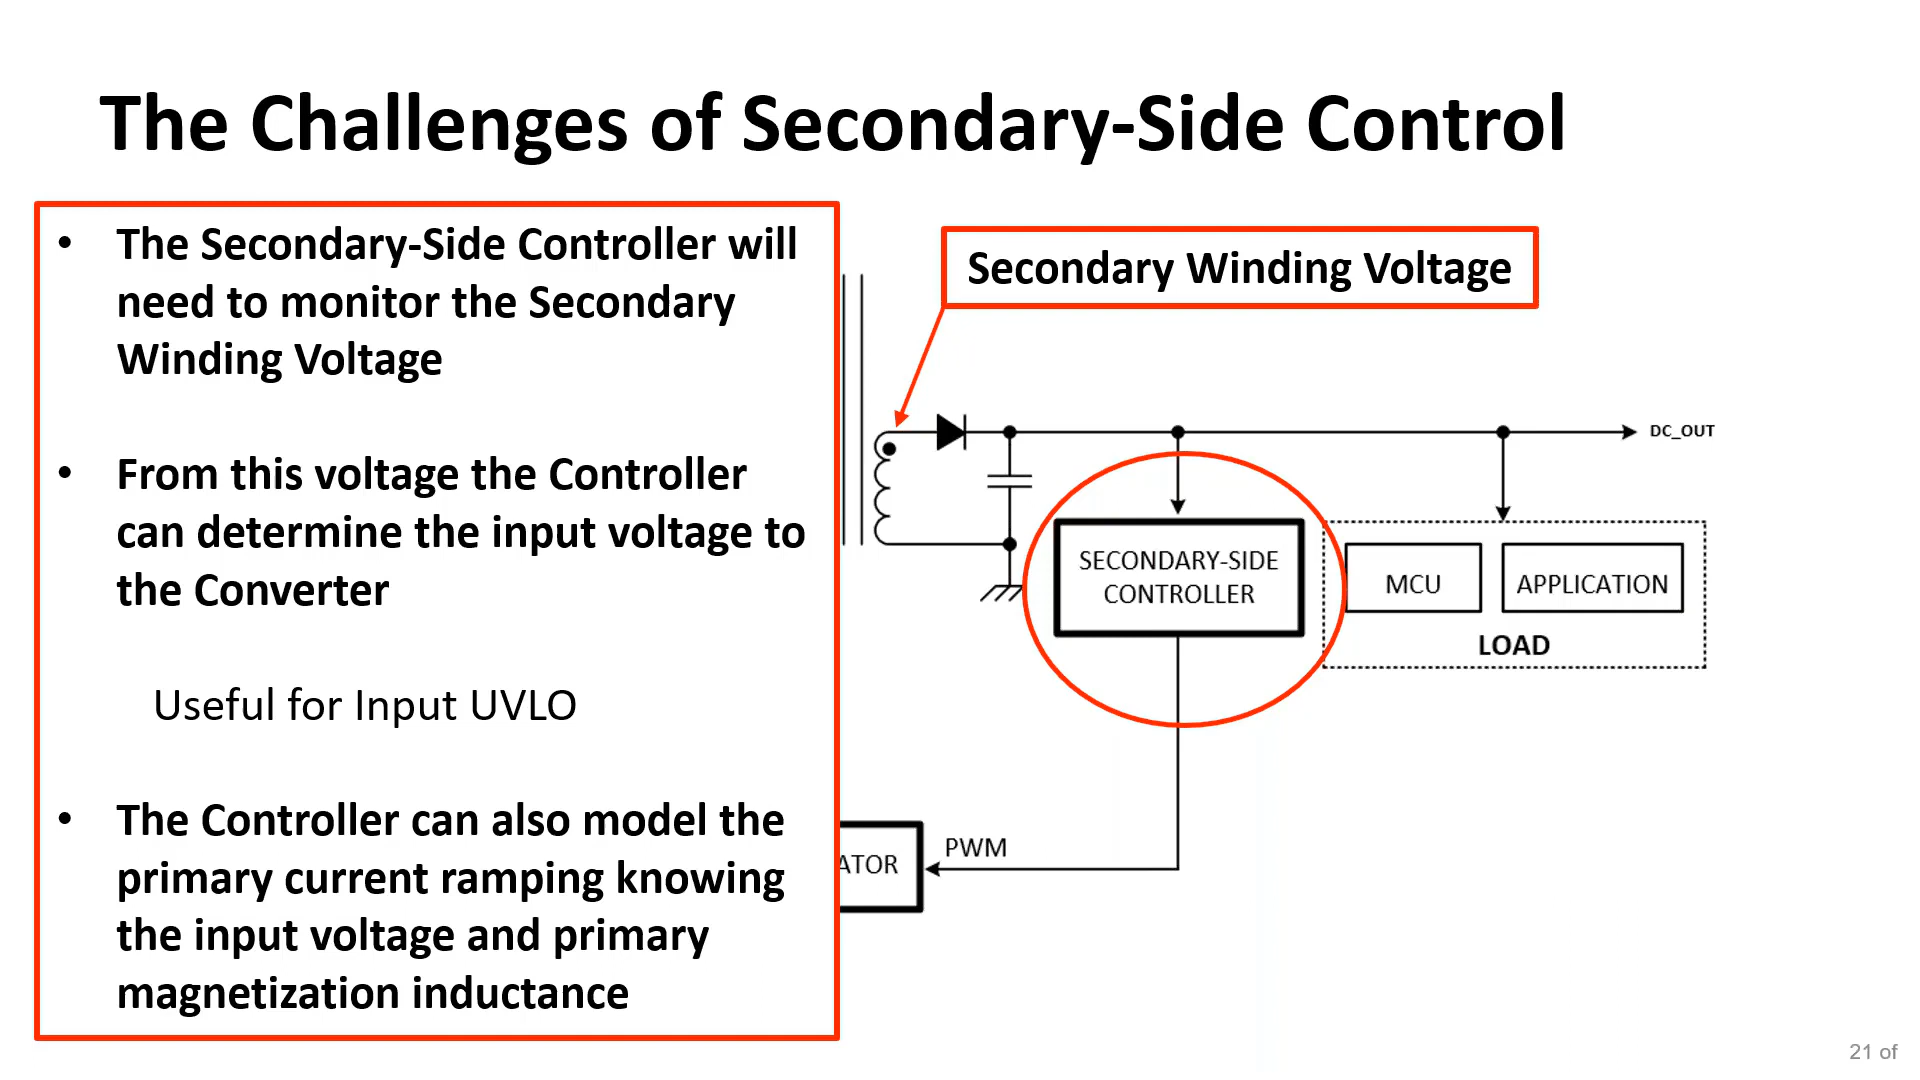 The Challenges of Secondary-Side Control
• The Secondary-Side Controller will
need to monitor the Secondary
Winding Voltage
• From this voltage the Controller
can determine the input voltage to
the Converter
Useful for Input UVLO
• The Controller can also model the
primary current ramping knowing
the input voltage and primary
magnetization inductance
Secondary Winding Voltage
DC_OUT
SECONDARY-SIDE
CONTROLLER
MCU
APPLICATION
LOAD
PWM
ATOR
21 of